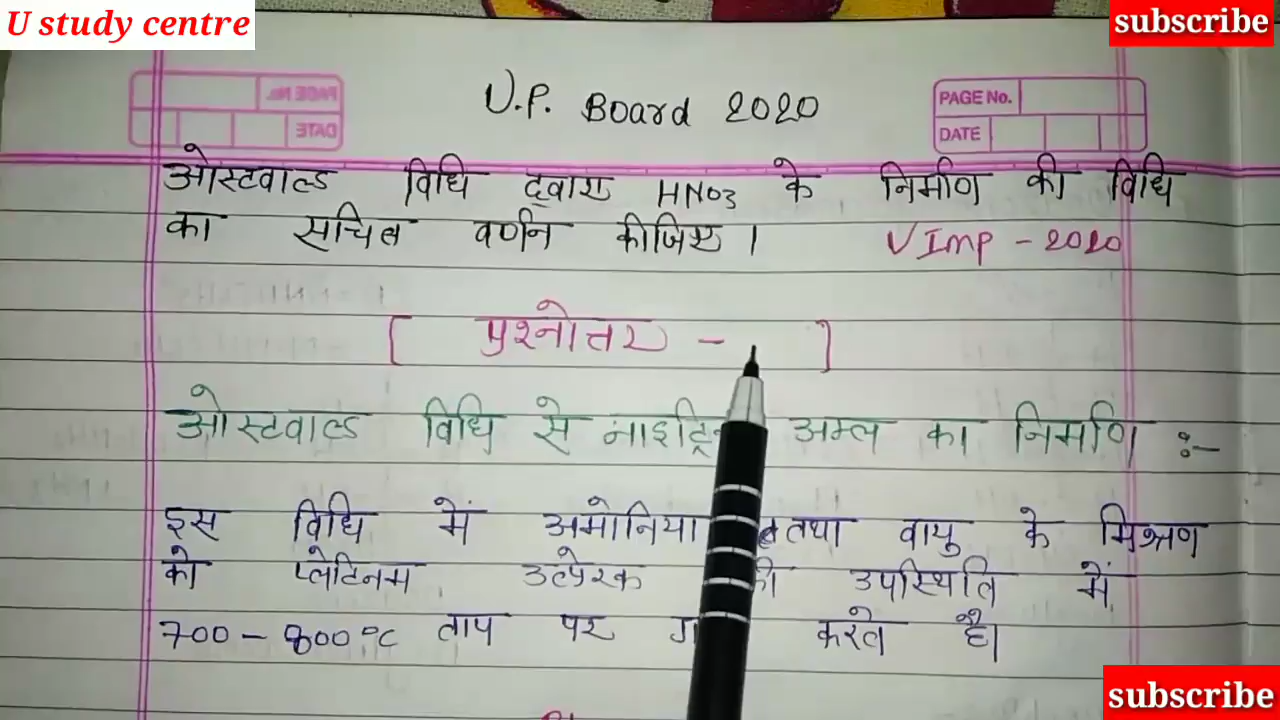 U study centre
subscribe
U.P. Board 2020
PAGE No.
DATE
ओस्टवाल्ड विधि द्वारा HNO3 के निर्माण की विधि
का सचित्र वर्णन कीजिए। V Imp - 2020
[ प्रश्नोत्तर - ]
ओस्टवाल्ड विधि से नाइट्रिक अम्ल का निर्माण :-
इस विधि में अमोनिया तथा वायु के मिश्रण
को प्लेटिनम उत्प्रेरक की उपस्थिति में
700 - 800°C ताप पर करते है।
subscribe